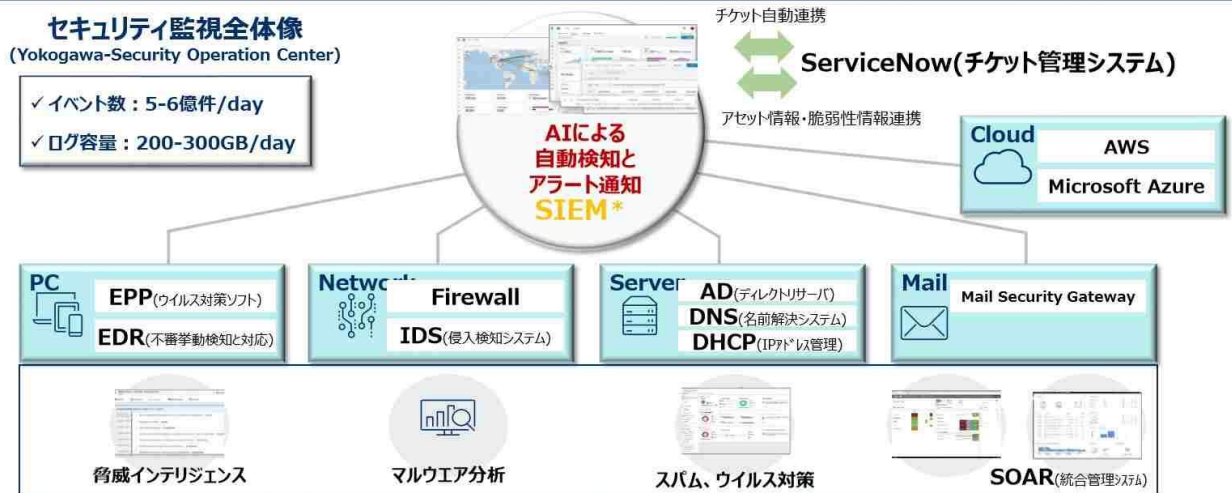 セキュリティ監視全体像
(Yokogawa-Security Operation Center)
✓ イベント数：5-6億件/day
✓ ログ容量：200-300GB/day
AIによる
自動検知と
アラート通知
SIEM*
チケット自動連携
ServiceNow(チケット管理システム)
アセット情報・脆弱性情報連携
Cloud
AWS
Microsoft Azure
PC
EPP(ウイルス対策ソフト)
EDR(不審挙動検知と対応)
Network
Firewall
IDS(侵入検知システム)
Server
AD(ディレクトリサーバ)
DNS(名前解決システム)
DHCP(IPアドレス管理)
Mail
Mail Security Gateway
脅威インテリジェンス
マルウエア分析
スパム、ウイルス対策
SOAR(統合管理システム)